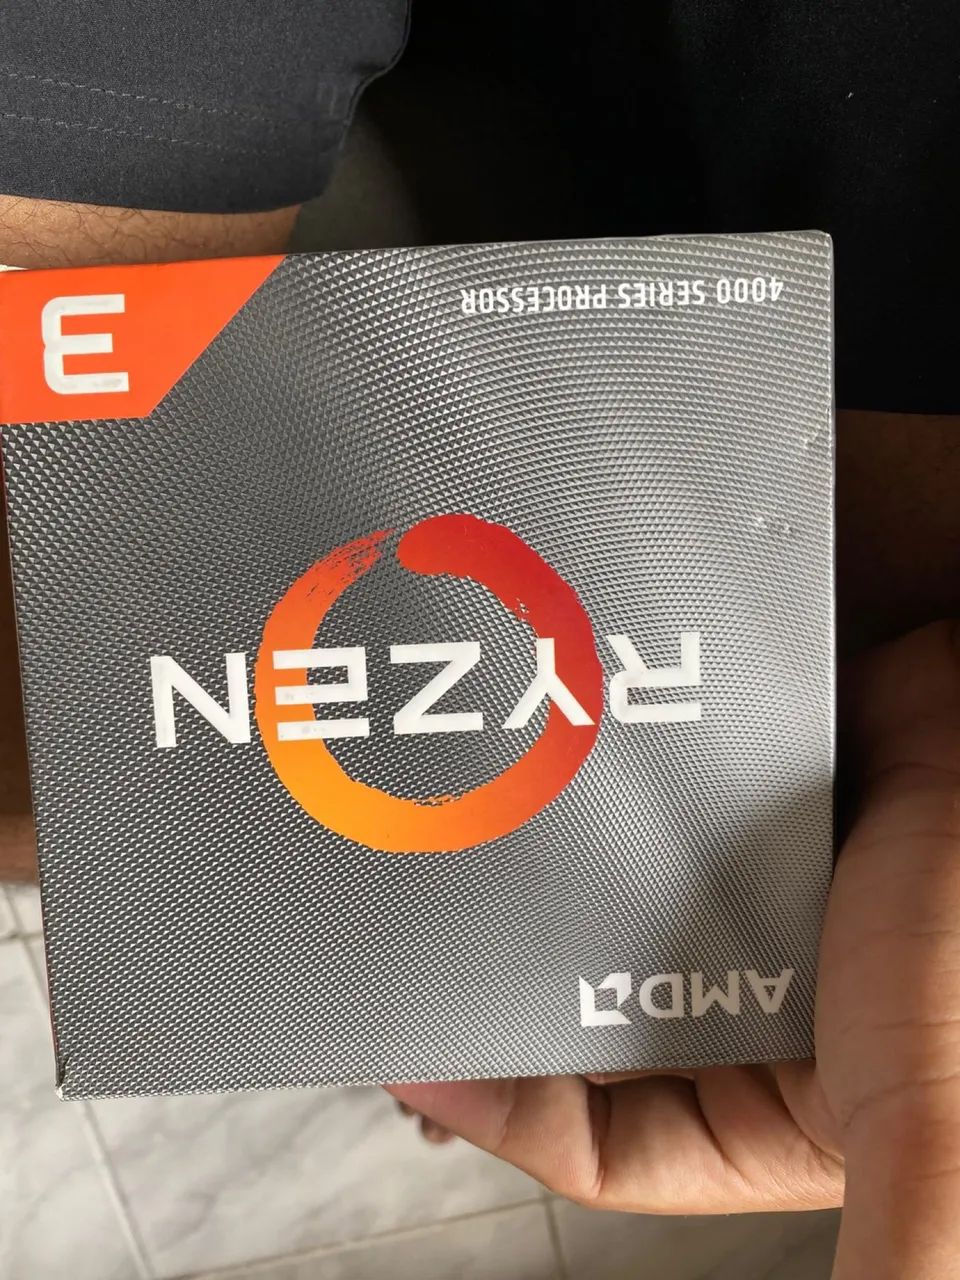 AMD
RYZEN
4000 SERIES PROCESSOR
3